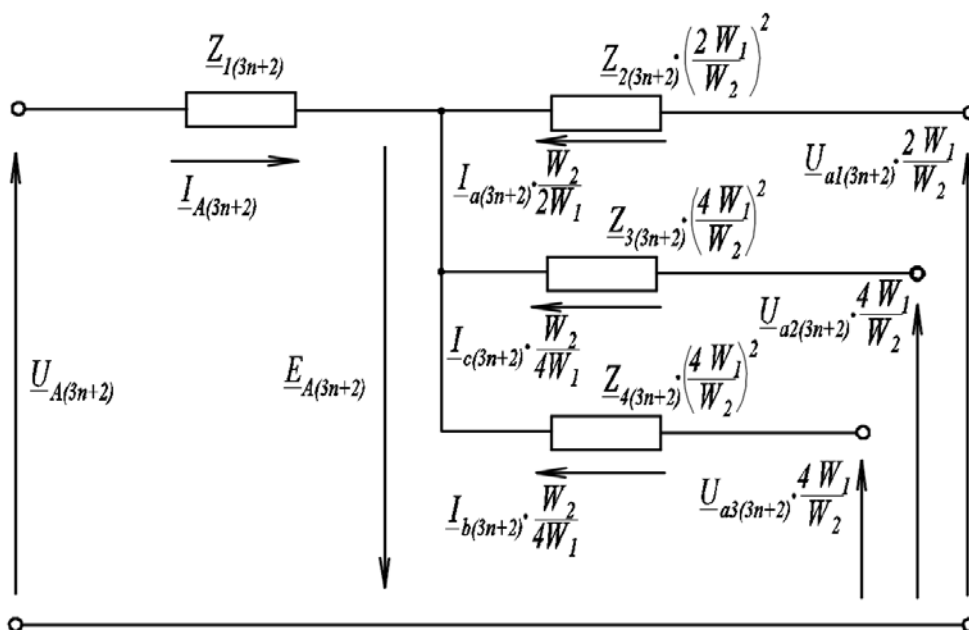 Z1(3n+2)
Z2(3n+2)·(2W1/W2)²
IA(3n+2)
Ia(3n+2)·W2/2W1
Ua1(3n+2)·2W1/W2
Z3(3n+2)·(4W1/W2)²
Ua2(3n+2)·4W1/W2
Ic(3n+2)·W2/4W1
UA(3n+2)
EA(3n+2)
Z4(3n+2)·(4W1/W2)²
Ib(3n+2)·W2/4W1
Ua3(3n+2)·4W1/W2